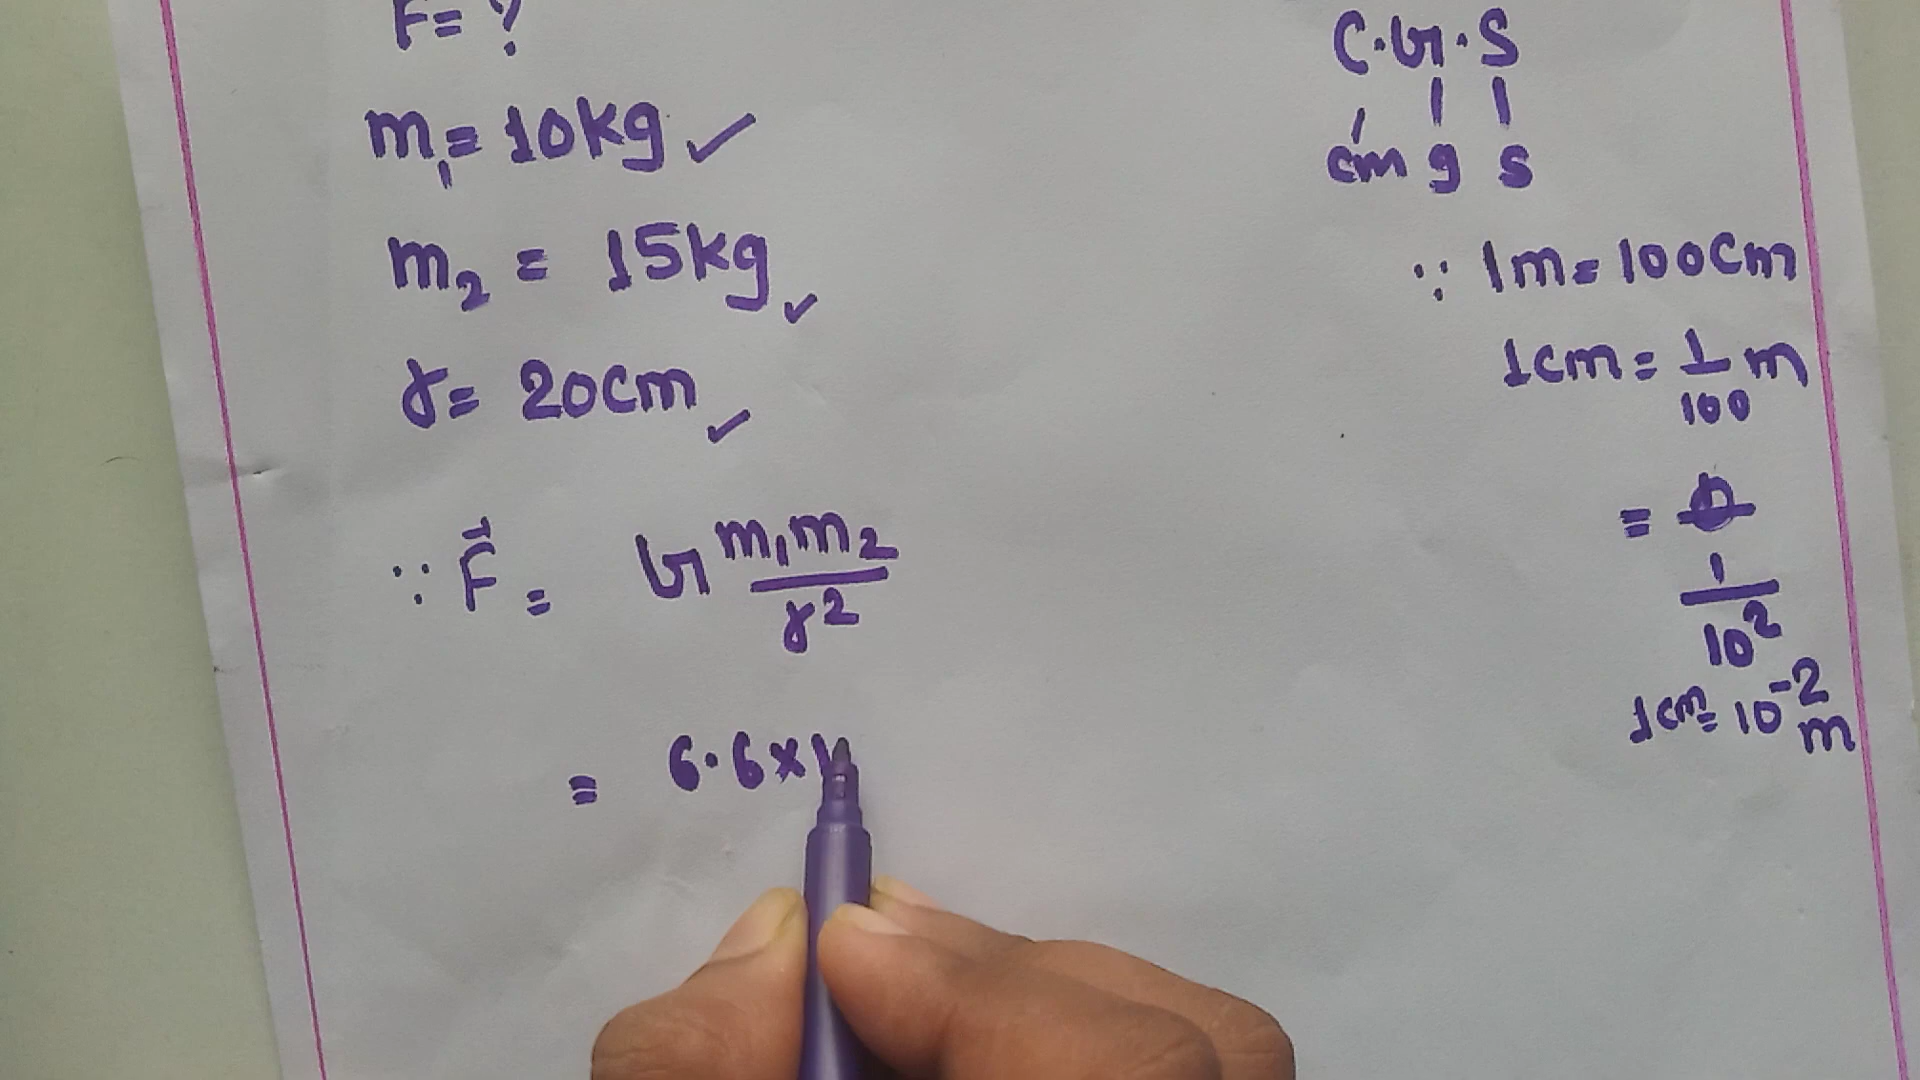 F = ?
m₁ = 10kg ✓
m₂ = 15kg ✓
r = 20cm ✓
∵ F⃗ = G m₁m₂ / r²
= 6.6×1
C.G.S
cm g s
∵ 1m = 100cm
1cm = 1/100 m
=
1/10²
1cm = 10⁻² m